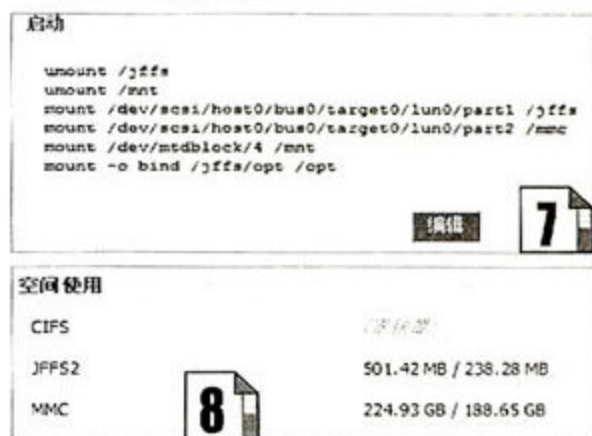 启动
umount /jffs
umount /mnt
mount /dev/scsi/host0/bus0/target0/lun0/part1 /jffs
mount /dev/scsi/host0/bus0/target0/lun0/part2 /mmc
mount /dev/mtdblock/4 /mnt
mount -o bind /jffs/opt /opt
编辑
7
空间使用
CIFS
JFFS2 501.42 MB / 238.28 MB
8
MMC 224.93 GB / 188.65 GB